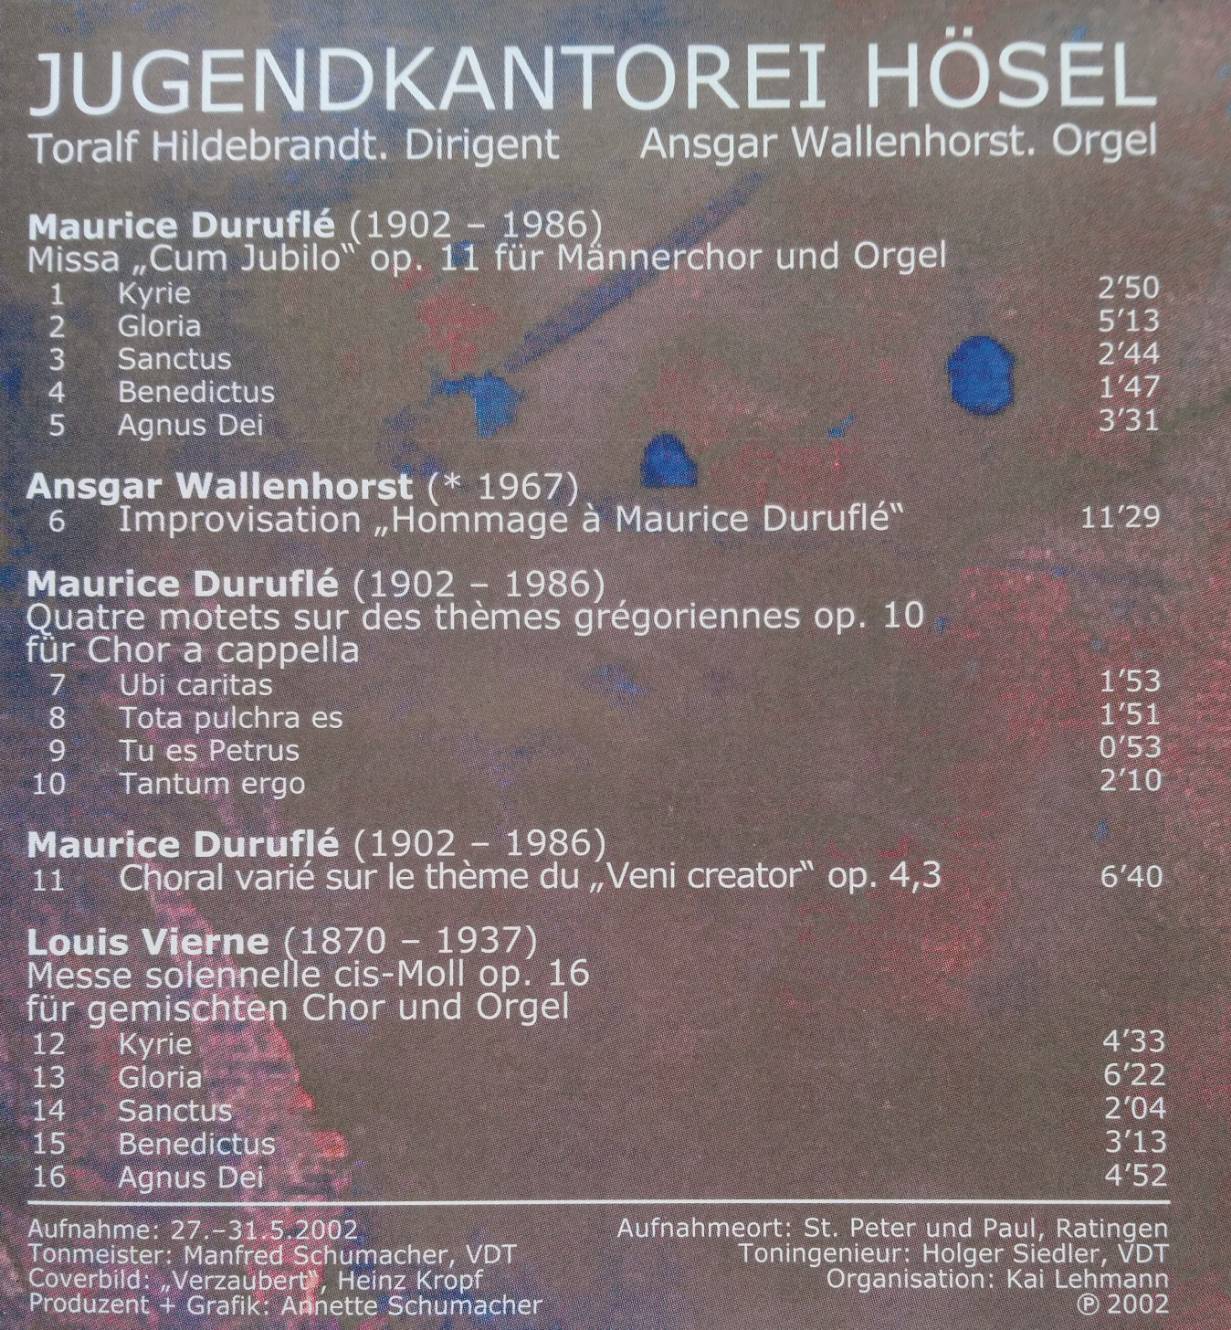 JUGENDKANTOREI HÖSEL
Toralf Hildebrandt. Dirigent Ansgar Wallenhorst. Orgel
Maurice Duruflé (1902 – 1986)
Missa „Cum Jubilo“ op. 11 für Männerchor und Orgel
1 Kyrie 2’50
2 Gloria 5’13
3 Sanctus 2’44
4 Benedictus 1’47
5 Agnus Dei 3’31
Ansgar Wallenhorst (* 1967)
6 Improvisation „Hommage à Maurice Duruflé“ 11’29
Maurice Duruflé (1902 – 1986)
Quatre motets sur des thèmes grégoriennes op. 10
für Chor a cappella
7 Ubi caritas 1’53
8 Tota pulchra es 1’51
9 Tu es Petrus 0’53
10 Tantum ergo 2’10
Maurice Duruflé (1902 – 1986)
11 Choral varié sur le thème du „Veni creator“ op. 4,3 6’40
Louis Vierne (1870 – 1937)
Messe solennelle cis-Moll op. 16
für gemischten Chor und Orgel
12 Kyrie 4’33
13 Gloria 6’22
14 Sanctus 2’04
15 Benedictus 3’13
16 Agnus Dei 4’52
Aufnahme: 27.–31.5.2002 Aufnahmeort: St. Peter und Paul, Ratingen
Tonmeister: Manfred Schumacher, VDT Toningenieur: Holger Siedler, VDT
Coverbild: „Verzaubert“, Heinz Kropf Organisation: Kai Lehmann
Produzent + Grafik: Annette Schumacher ℗ 2002